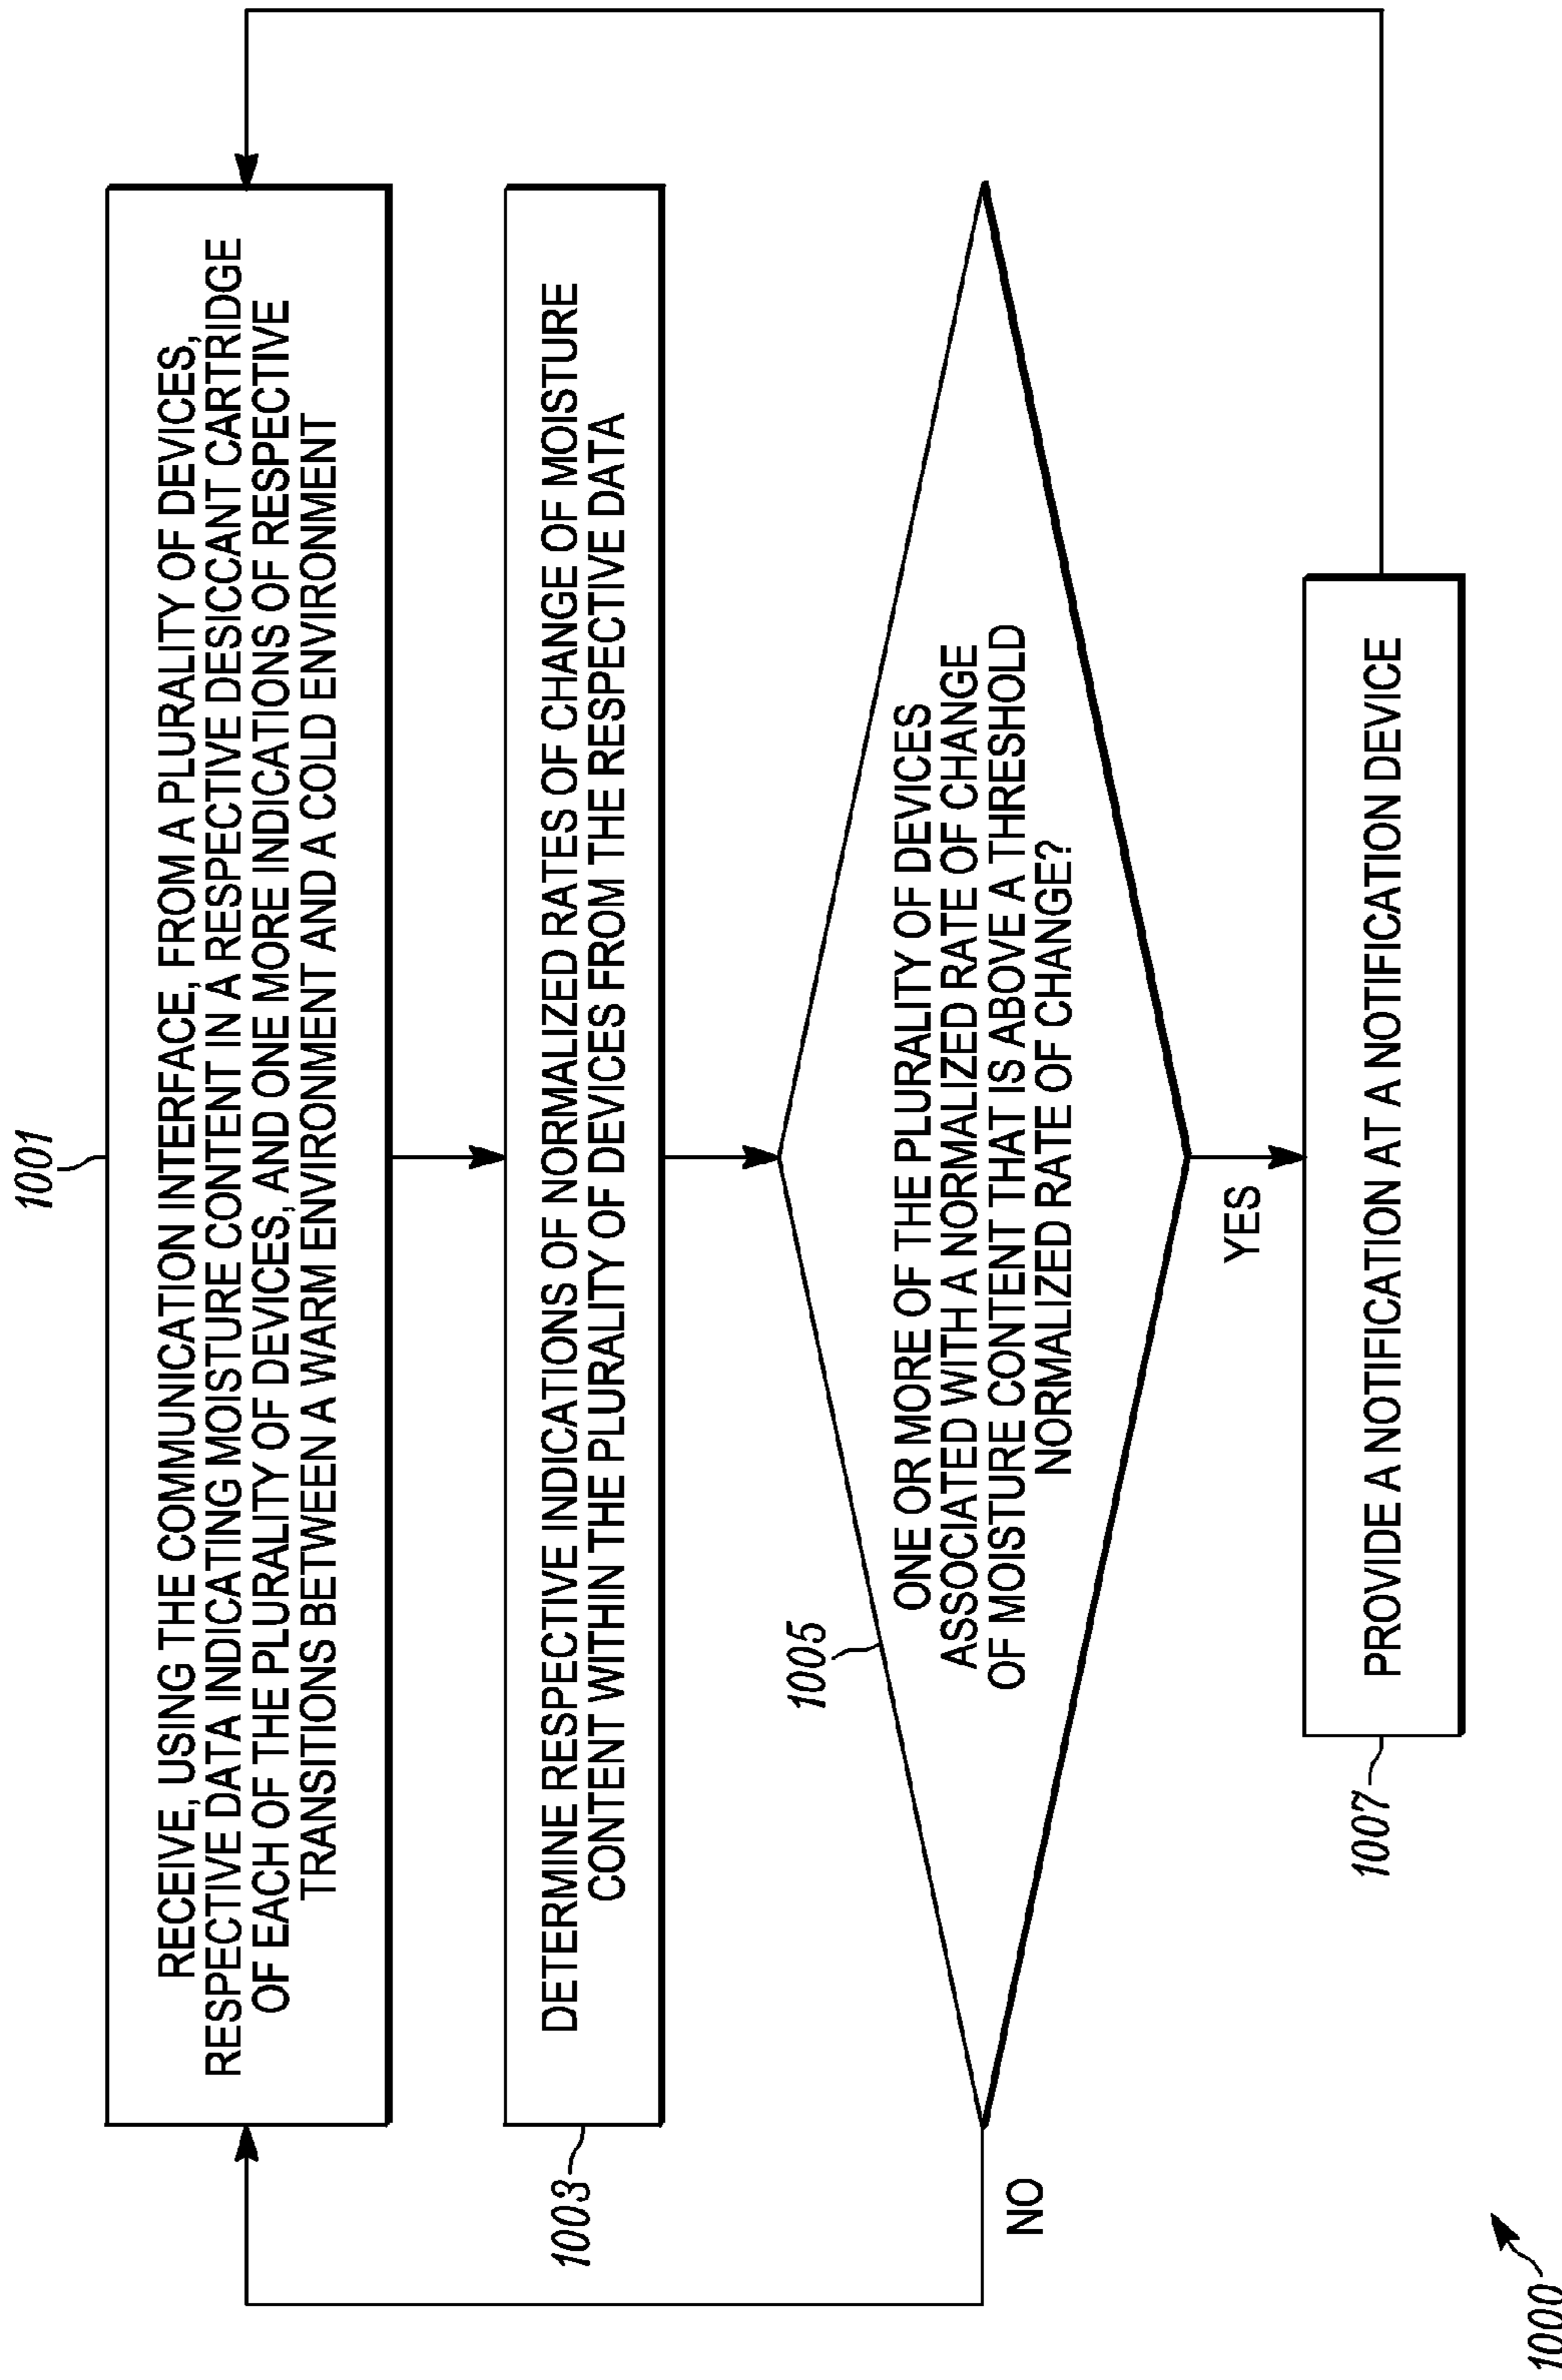 1001
RECEIVE, USING THE COMMUNICATION INTERFACE, FROM A PLURALITY OF DEVICES,
RESPECTIVE DATA INDICATING MOISTURE CONTENT IN A RESPECTIVE DESICCANT CARTRIDGE
OF EACH OF THE PLURALITY OF DEVICES, AND ONE MORE INDICATIONS OF RESPECTIVE
TRANSITIONS BETWEEN A WARM ENVIRONMENT AND A COLD ENVIRONMENT
1003
DETERMINE RESPECTIVE INDICATIONS OF NORMALIZED RATES OF CHANGE OF MOISTURE
CONTENT WITHIN THE PLURALITY OF DEVICES FROM THE RESPECTIVE DATA
1005
ONE OR MORE OF THE PLURALITY OF DEVICES
ASSOCIATED WITH A NORMALIZED RATE OF CHANGE
OF MOISTURE CONTENT THAT IS ABOVE A THRESHOLD
NORMALIZED RATE OF CHANGE?
NO
YES
1007
PROVIDE A NOTIFICATION AT A NOTIFICATION DEVICE
1000